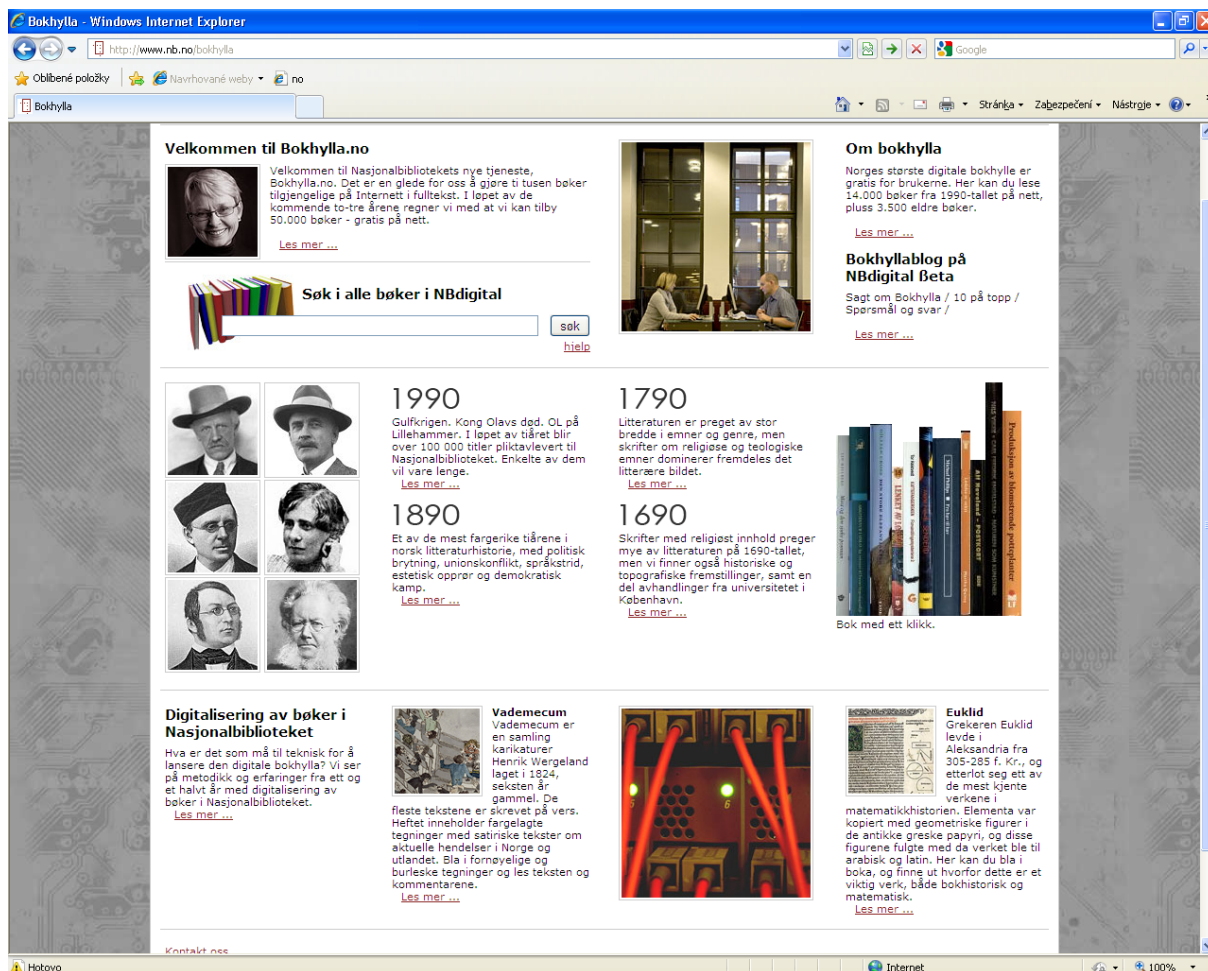 Bokhylla - Windows Internet Explorer
http://www.nb.no/bokhylla
Google
Oblíbené položky
Navrhované weby
no
Bokhylla
Stránka
Zabezpečení
Nástroje
Velkommen til Bokhylla.no
Velkommen til Nasjonalbibliotekets nye tjeneste,
Bokhylla.no. Det er en glede for oss å gjøre ti tusen bøker
tilgjengelige på Internett i fulltekst. I løpet av de
kommende to-tre årene regner vi med at vi kan tilby
50.000 bøker - gratis på nett.
Les mer ...
Søk i alle bøker i NBdigital
søk
hjelp
Om bokhylla
Norges største digitale bokhylle er
gratis for brukerne. Her kan du lese
14.000 bøker fra 1990-tallet på nett,
pluss 3.500 eldre bøker.
Les mer ...
Bokhyllablog på
NBdigital ßeta
Sagt om Bokhylla / 10 på topp /
Spørsmål og svar /
Les mer ...
1990
Gulfkrigen. Kong Olavs død. OL på
Lillehammer. I løpet av tiåret blir
over 100 000 titler pliktavlevert til
Nasjonalbiblioteket. Enkelte av dem
vil vare lenge.
Les mer ...
1890
Et av de mest fargerike tiårene i
norsk litteraturhistorie, med politisk
brytning, unionskonflikt, språkstrid,
estetisk opprør og demokratisk
kamp.
Les mer ...
1790
Litteraturen er preget av stor
bredde i emner og genre, men
skrifter om religiøse og teologiske
emner dominerer fremdeles det
litterære bildet.
Les mer ...
1690
Skrifter med religiøst innhold preger
mye av litteraturen på 1690-tallet,
men vi finner også historiske og
topografiske fremstillinger, samt en
del avhandlinger fra universitetet i
København.
Les mer ...
Produksjon av blomstrende potteplanter
Bok med ett klikk.
Digitalisering av bøker i
Nasjonalbiblioteket
Hva er det som må til teknisk for å
lansere den digitale bokhylla? Vi ser
på metodikk og erfaringer fra ett og
et halvt år med digitalisering av
bøker i Nasjonalbiblioteket.
Les mer ...
Vademecum
Vademecum er
en samling
karikaturer
Henrik Wergeland
laget i 1824,
seksten år
gammel. De
fleste tekstene er skrevet på vers.
Heftet inneholder fargelagte
tegninger med satiriske tekster om
aktuelle hendelser i Norge og
utlandet. Bla i fornøyelige og
burleske tegninger og les teksten og
kommentarene.
Les mer ...
6
6
Euklid
Grekeren Euklid
levde i
Aleksandria fra
305-285 f. Kr., og
etterlot seg ett av
de mest kjente
verkene i
matematikkhistorien. Elementa var
kopiert med geometriske figurer i
de antikke greske papyri, og disse
figurene fulgte med da verket ble til
arabisk og latin. Her kan du bla i
boka, og finne ut hvorfor dette er et
viktig verk, både bokhistorisk og
matematisk.
Les mer ...
Kontakt oss
Hotovo
Internet
100%